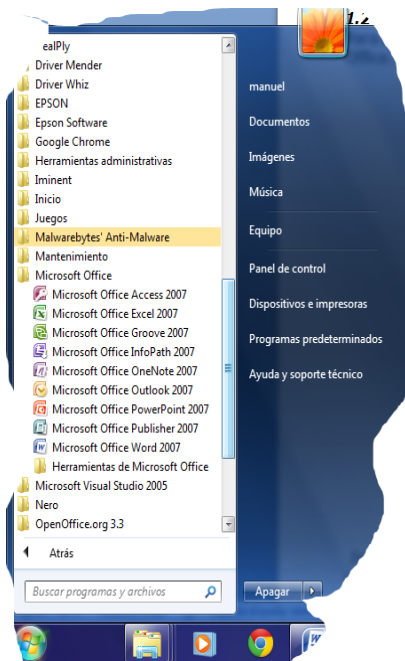 1.2
ealPly
Driver Mender
Driver Whiz
EPSON
Epson Software
Google Chrome
Herramientas administrativas
Iminent
Inicio
Juegos
Malwarebytes' Anti-Malware
Mantenimiento
Microsoft Office
Microsoft Office Access 2007
Microsoft Office Excel 2007
Microsoft Office Groove 2007
Microsoft Office InfoPath 2007
Microsoft Office OneNote 2007
Microsoft Office Outlook 2007
Microsoft Office PowerPoint 2007
Microsoft Office Publisher 2007
Microsoft Office Word 2007
Herramientas de Microsoft Office
Microsoft Visual Studio 2005
Nero
OpenOffice.org 3.3
Atrás
Buscar programas y archivos
manuel
Documentos
Imágenes
Música
Equipo
Panel de control
Dispositivos e impresoras
Programas predeterminados
Ayuda y soporte técnico
Apagar